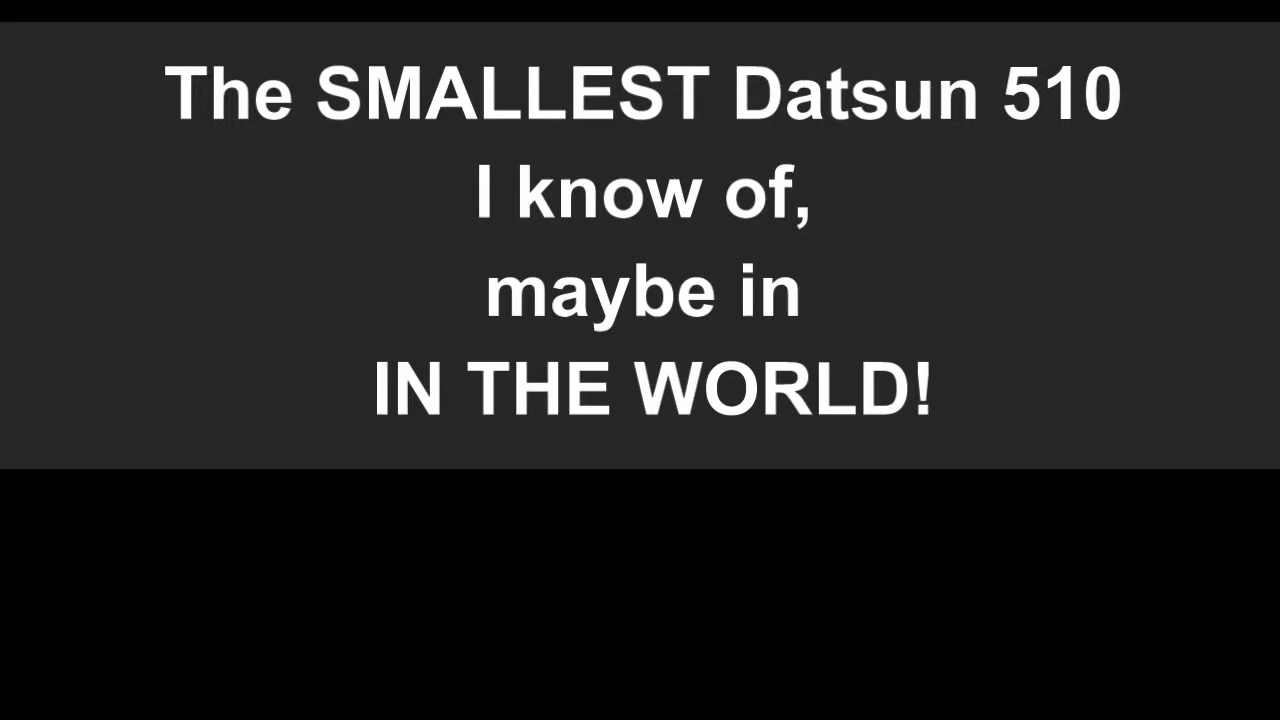 The SMALLEST Datsun 510
I know of,
maybe in
IN THE WORLD!